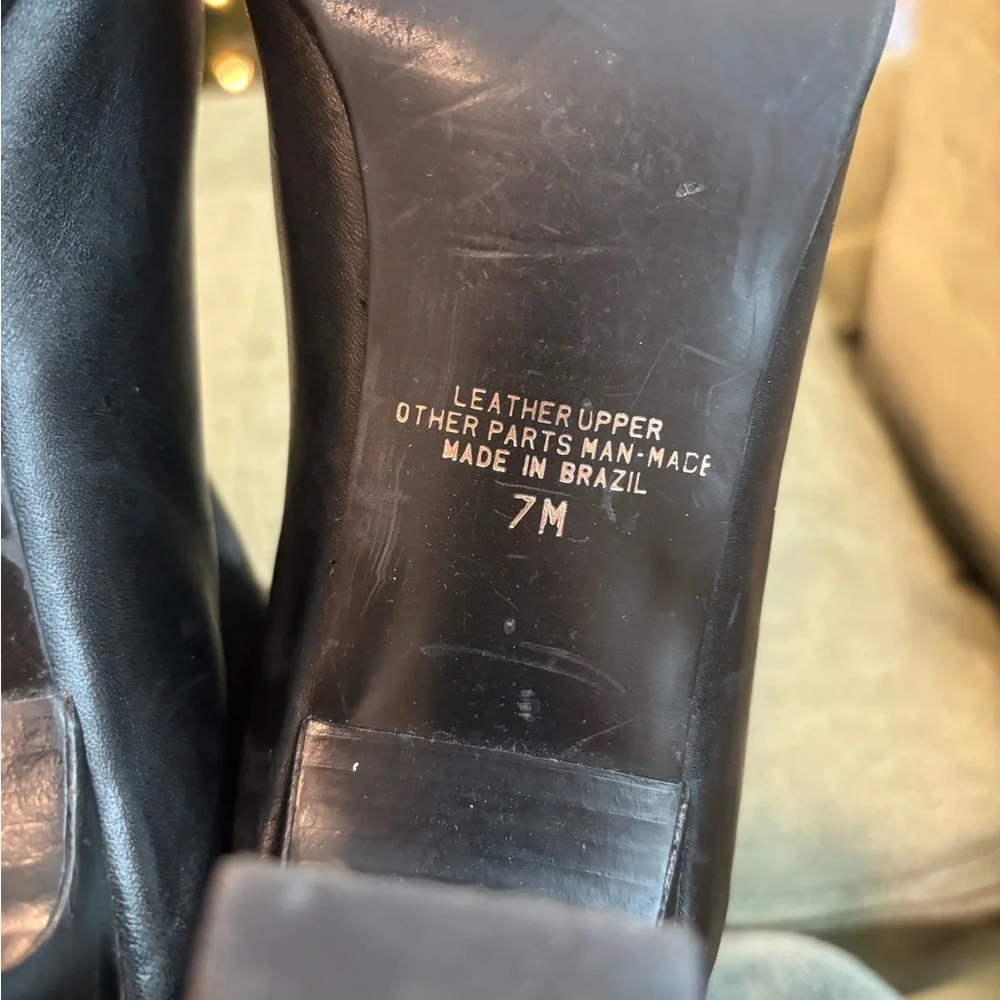 LEATHER UPPER
OTHER PARTS MAN-MADE
MADE IN BRAZIL
7M